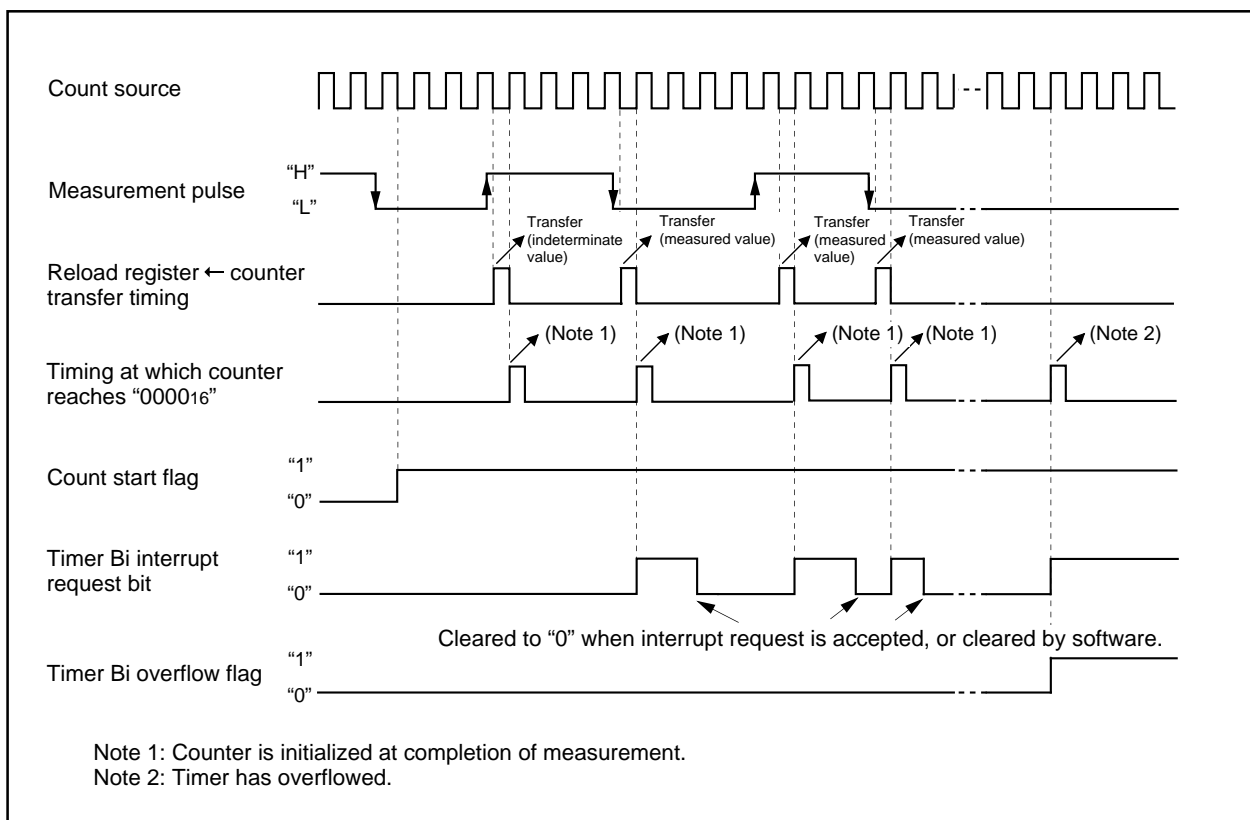 Count source
“H”
Measurement pulse
“L”
Transfer
(indeterminate
value)
Transfer
(measured value)
Transfer
(measured
value)
Transfer
(measured value)
Reload register ← counter
transfer timing
(Note 1)
(Note 1)
(Note 1)
(Note 1)
(Note 2)
Timing at which counter
reaches “000016”
Count start flag
“1”
“0”
Timer Bi interrupt
request bit
“1”
“0”
Cleared to “0” when interrupt request is accepted, or cleared by software.
Timer Bi overflow flag
“1”
“0”
Note 1: Counter is initialized at completion of measurement.
Note 2: Timer has overflowed.